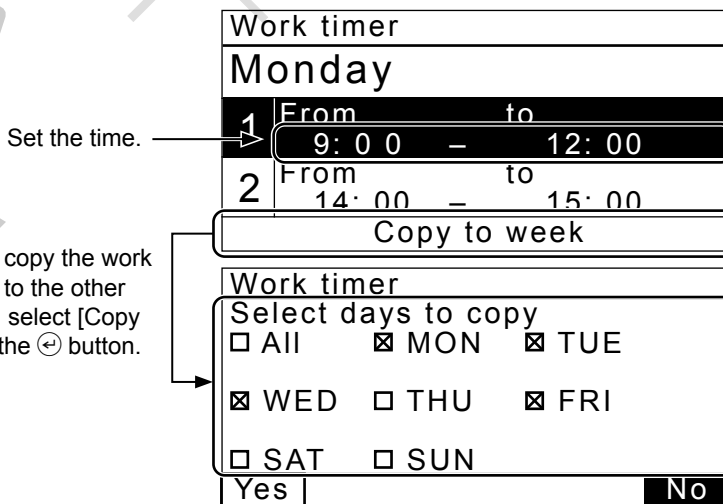 Work timer
Monday
1 From to
9:00 – 12:00
2 From to
14:00 – 15:00
Copy to week
Set the time.
copy the work
to the other
select [Copy
the button.
Work timer
Select days to copy
☐ All ☒ MON ☒ TUE
☒ WED ☐ THU ☒ FRI
☐ SAT ☐ SUN
Yes No